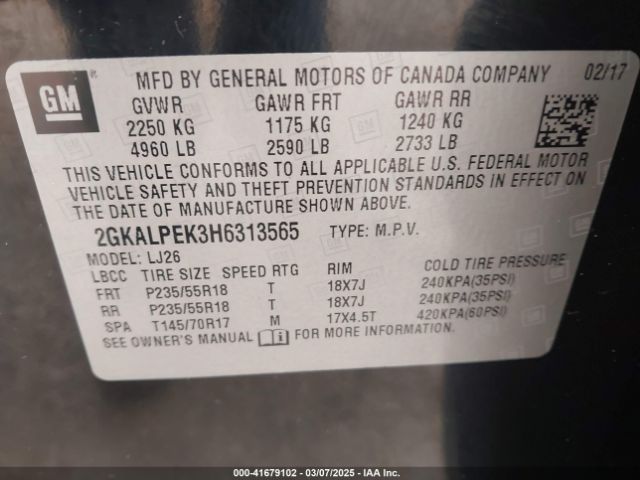 GM
MFD BY GENERAL MOTORS OF CANADA COMPANY 02/17
GVWR GAWR FRT GAWR RR
2250 KG 1175 KG 1240 KG
4960 LB 2590 LB 2733 LB
THIS VEHICLE CONFORMS TO ALL APPLICABLE U.S. FEDERAL MOTOR
VEHICLE SAFETY AND THEFT PREVENTION STANDARDS IN EFFECT ON
THE DATE OF MANUFACTURE SHOWN ABOVE.
2GKALPEK3H6313565 TYPE: M.P.V.
MODEL: LJ26
LBCC TIRE SIZE SPEED RTG RIM COLD TIRE PRESSURE
FRT P235/55R18 T 18X7J 240KPA(35PSI)
RR P235/55R18 T 18X7J 240KPA(35PSI)
SPA T145/70R17 M 17X4.5T 420KPA(60PSI)
SEE OWNER'S MANUAL FOR MORE INFORMATION.
000-41679102 - 03/07/2025 - IAA Inc.